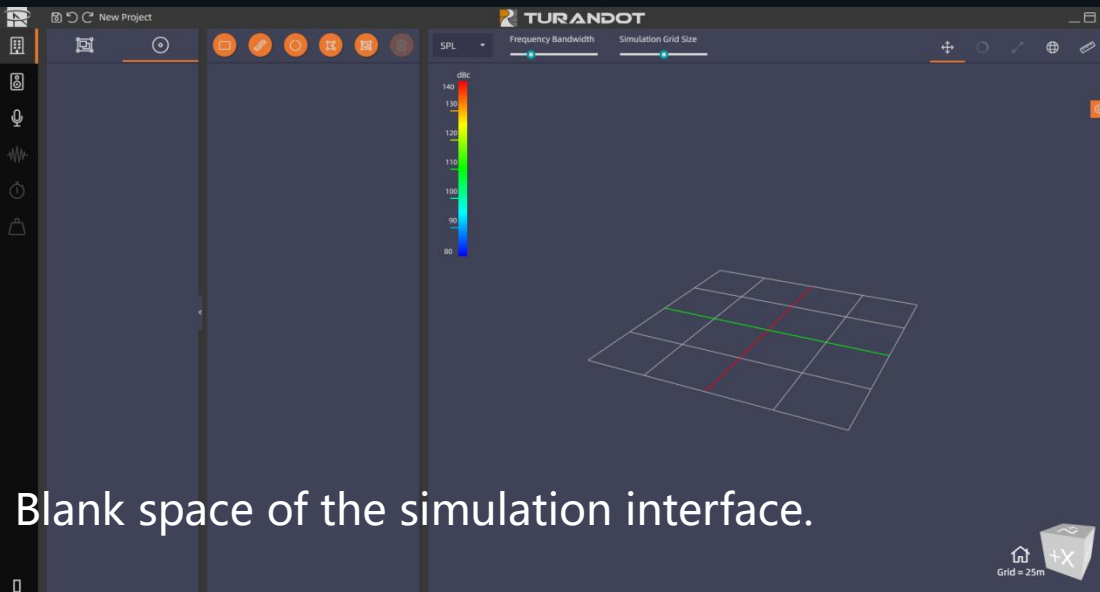 New Project
TURANDOT
SPL
Frequency Bandwidth
Simulation Grid Size
dBc
140
130
120
110
100
90
80
Blank space of the simulation interface.
+X
Grid = 25m